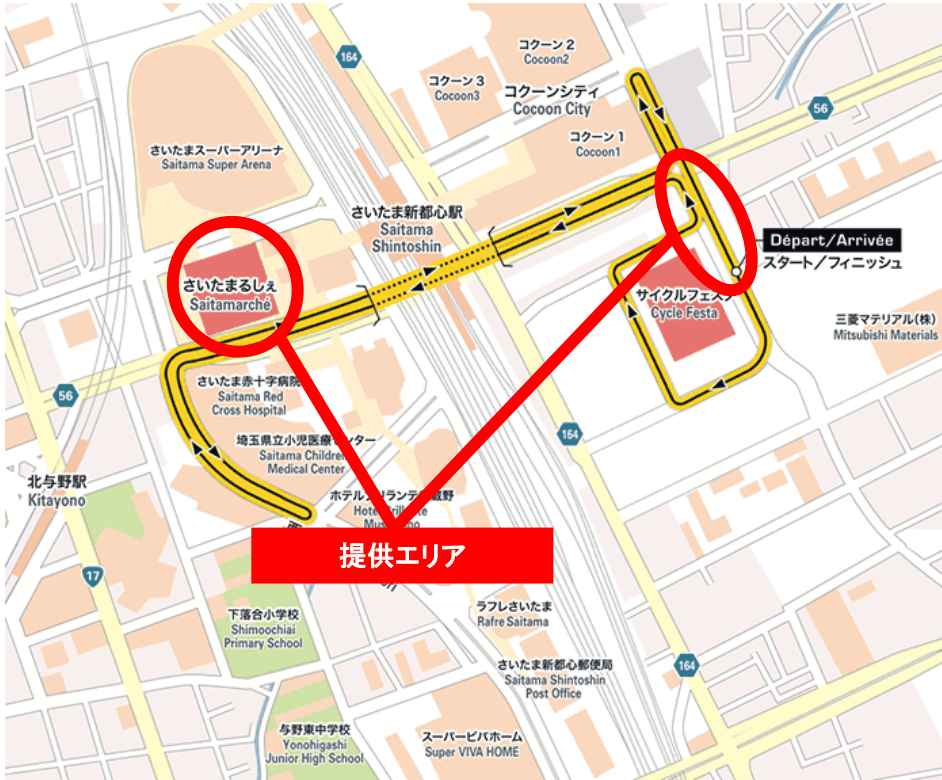 164
コクーン 2
Cocoon2
コクーン 3
Cocoon3
コクーンシティ
Cocoon City
56
コクーン 1
Cocoon1
さいたまスーパーアリーナ
Saitama Super Arena
さいたま新都心駅
Saitama
Shintoshin
Départ/Arrivée
スタート/フィニッシュ
さいたまるしぇ
Saitamarché
サイクルフェスタ
Cycle Festa
三菱マテリアル(株)
Mitsubishi Materials
56
さいたま赤十字病院
Saitama Red
Cross Hospital
164
埼玉県立小児医療センター
Saitama Children
Medical Center
北与野駅
Kitayono
提供エリア
17
下落合小学校
Shimoochiai
Primary School
ラフレさいたま
Rafre Saitama
さいたま新都心郵便局
Saitama Shintoshin
Post Office
164
与野東中学校
Yonohigashi
Junior High School
スーパービバホーム
Super VIVA HOME